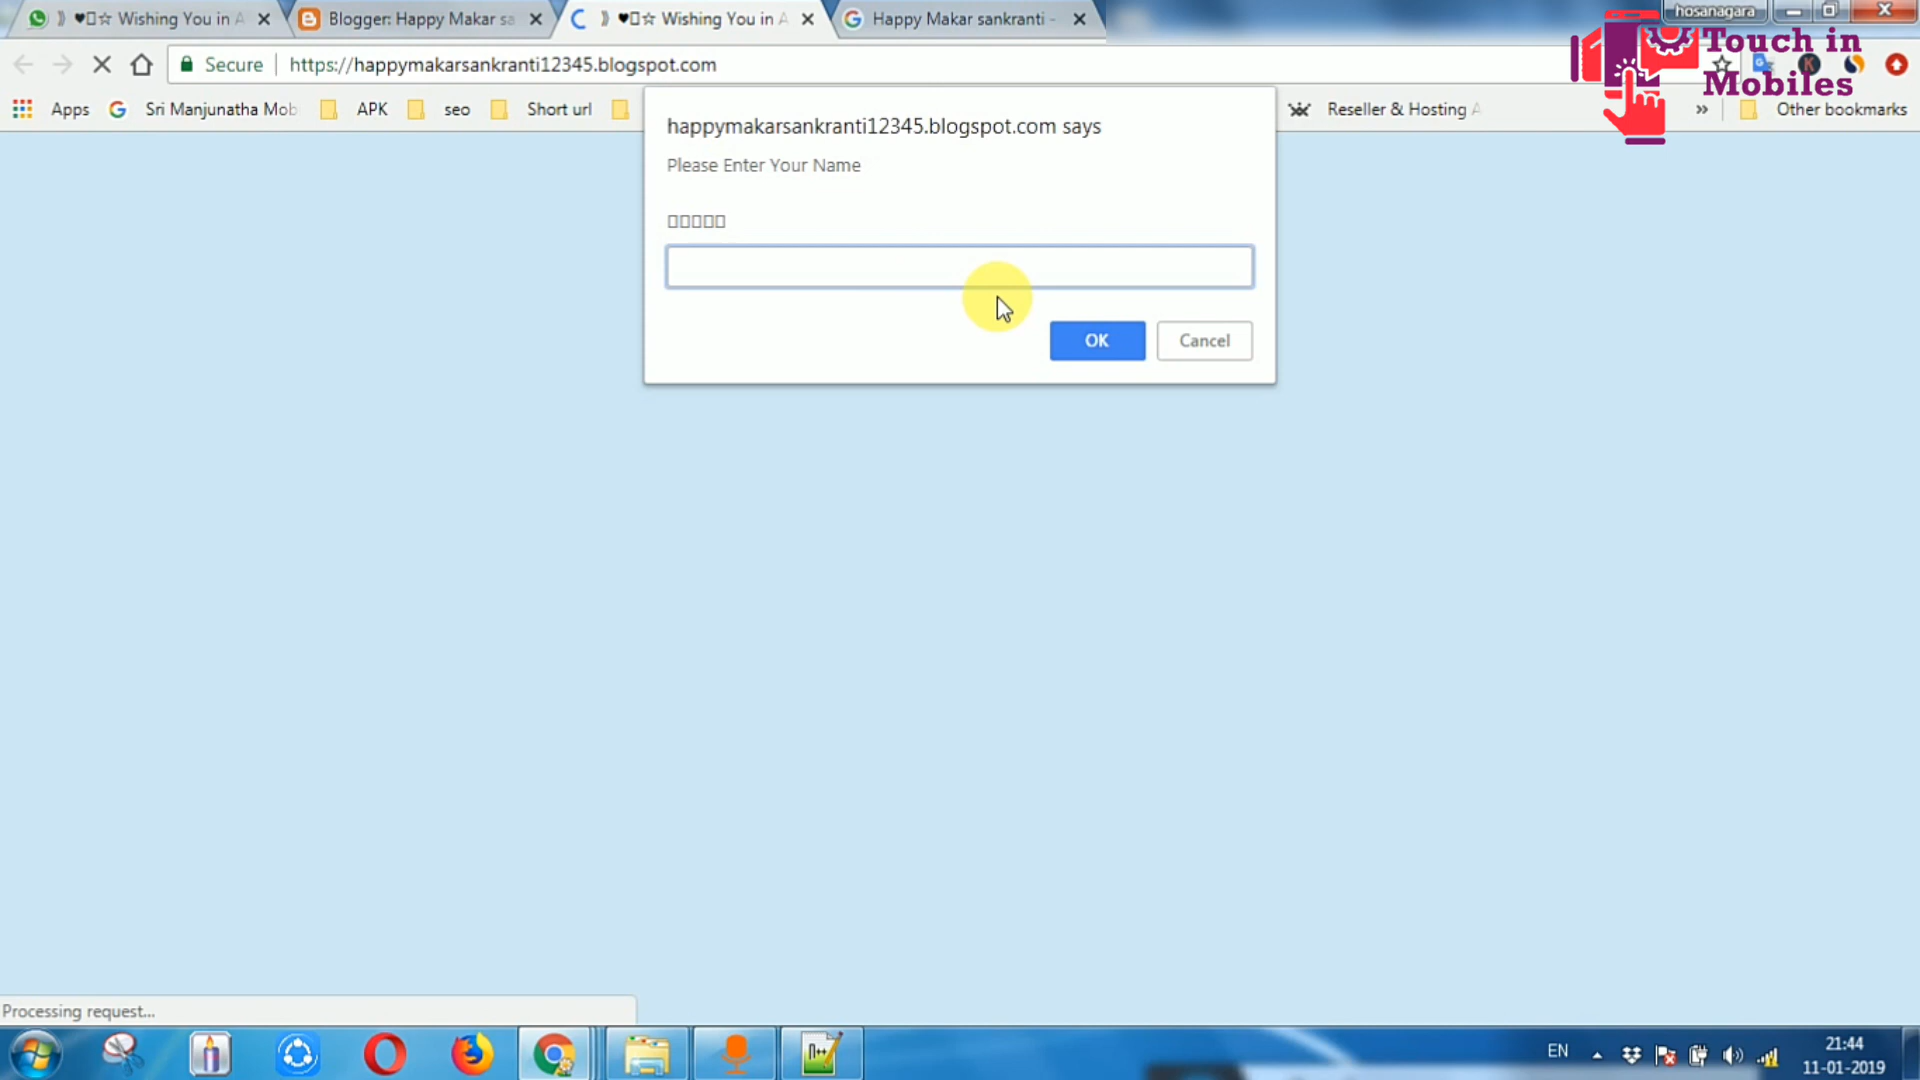 Wishing You in A
Blogger: Happy Makar sa
Wishing You in A
Happy Makar sankranti -
hosanagara
Secure
https://happymakarsankranti12345.blogspot.com
Touch in
Mobiles
Apps
Sri Manjunatha Mob
APK
seo
Short url
Reseller & Hosting A
»
Other bookmarks
happymakarsankranti12345.blogspot.com says
Please Enter Your Name
OK
Cancel
Processing request...
EN
21:44
11-01-2019